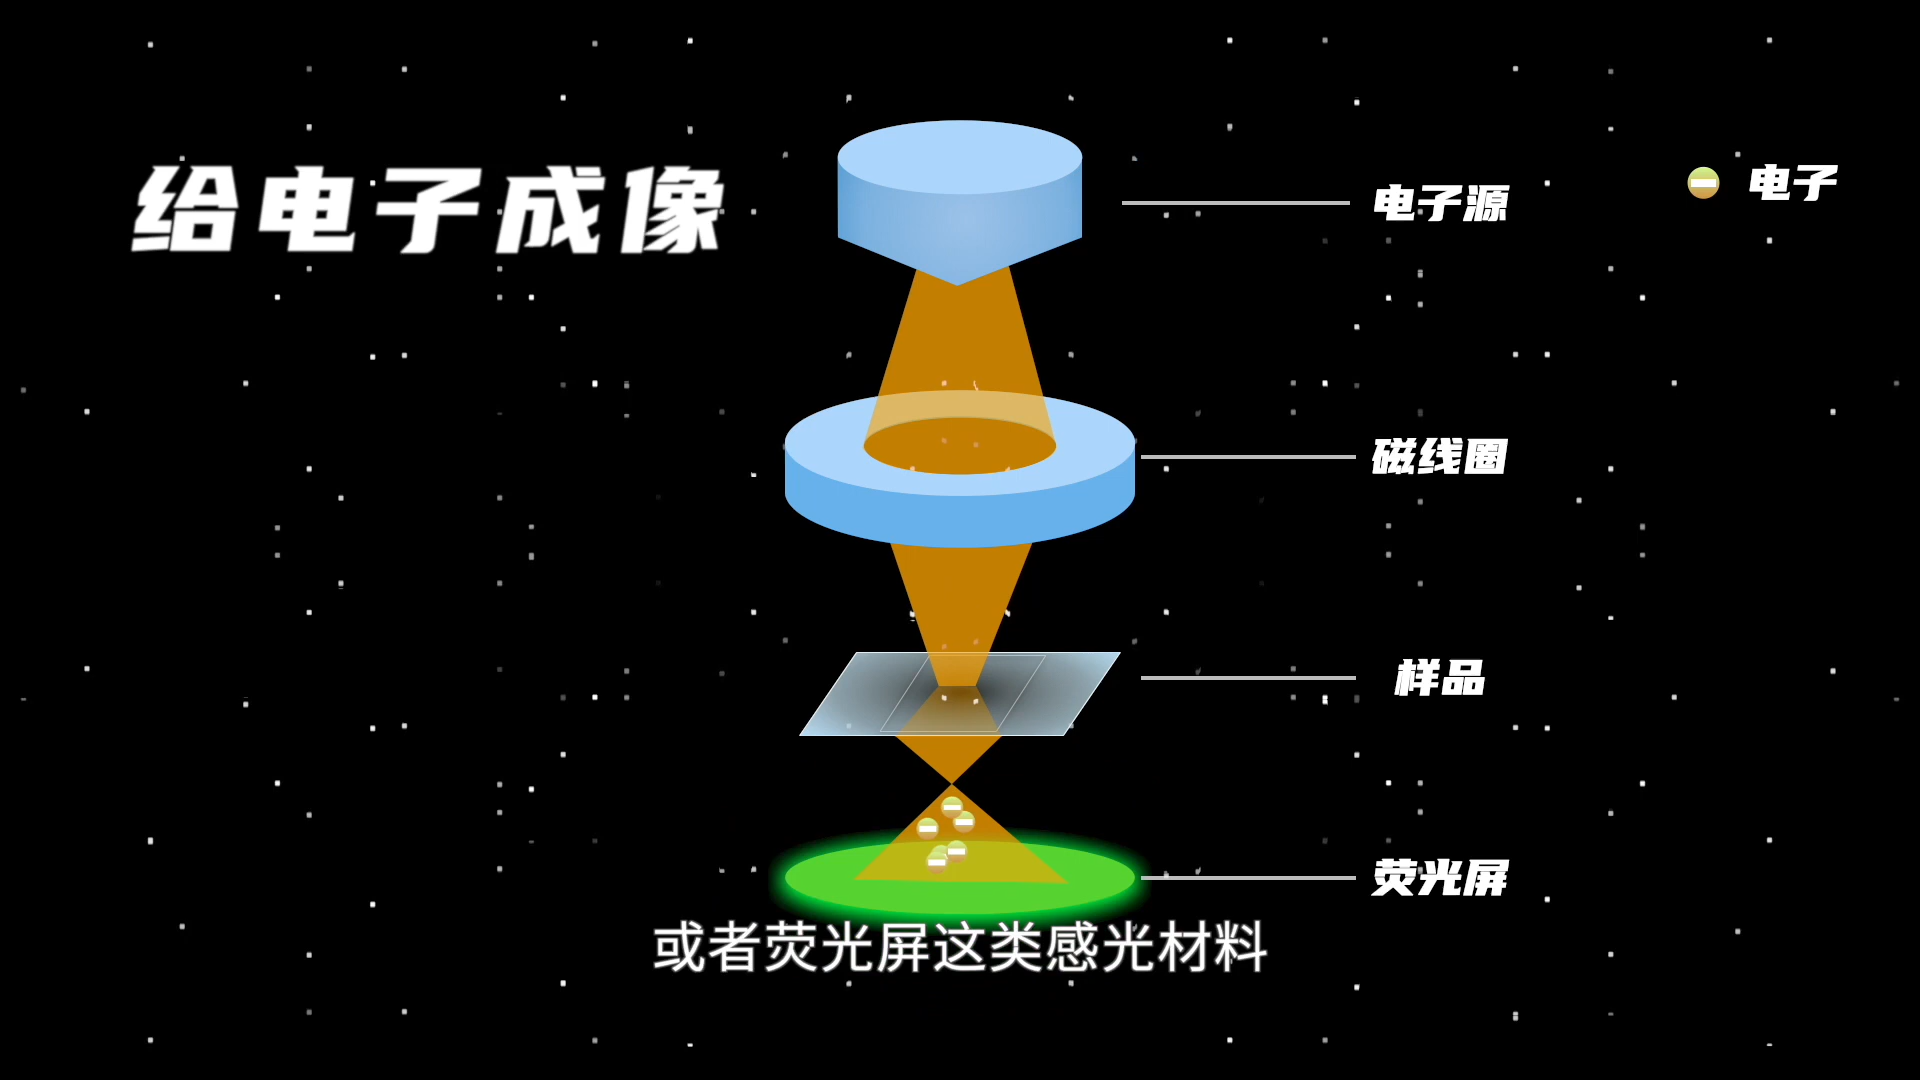 给电子成像
电子源
电子
磁线圈
样品
荧光屏
或者荧光屏这类感光材料